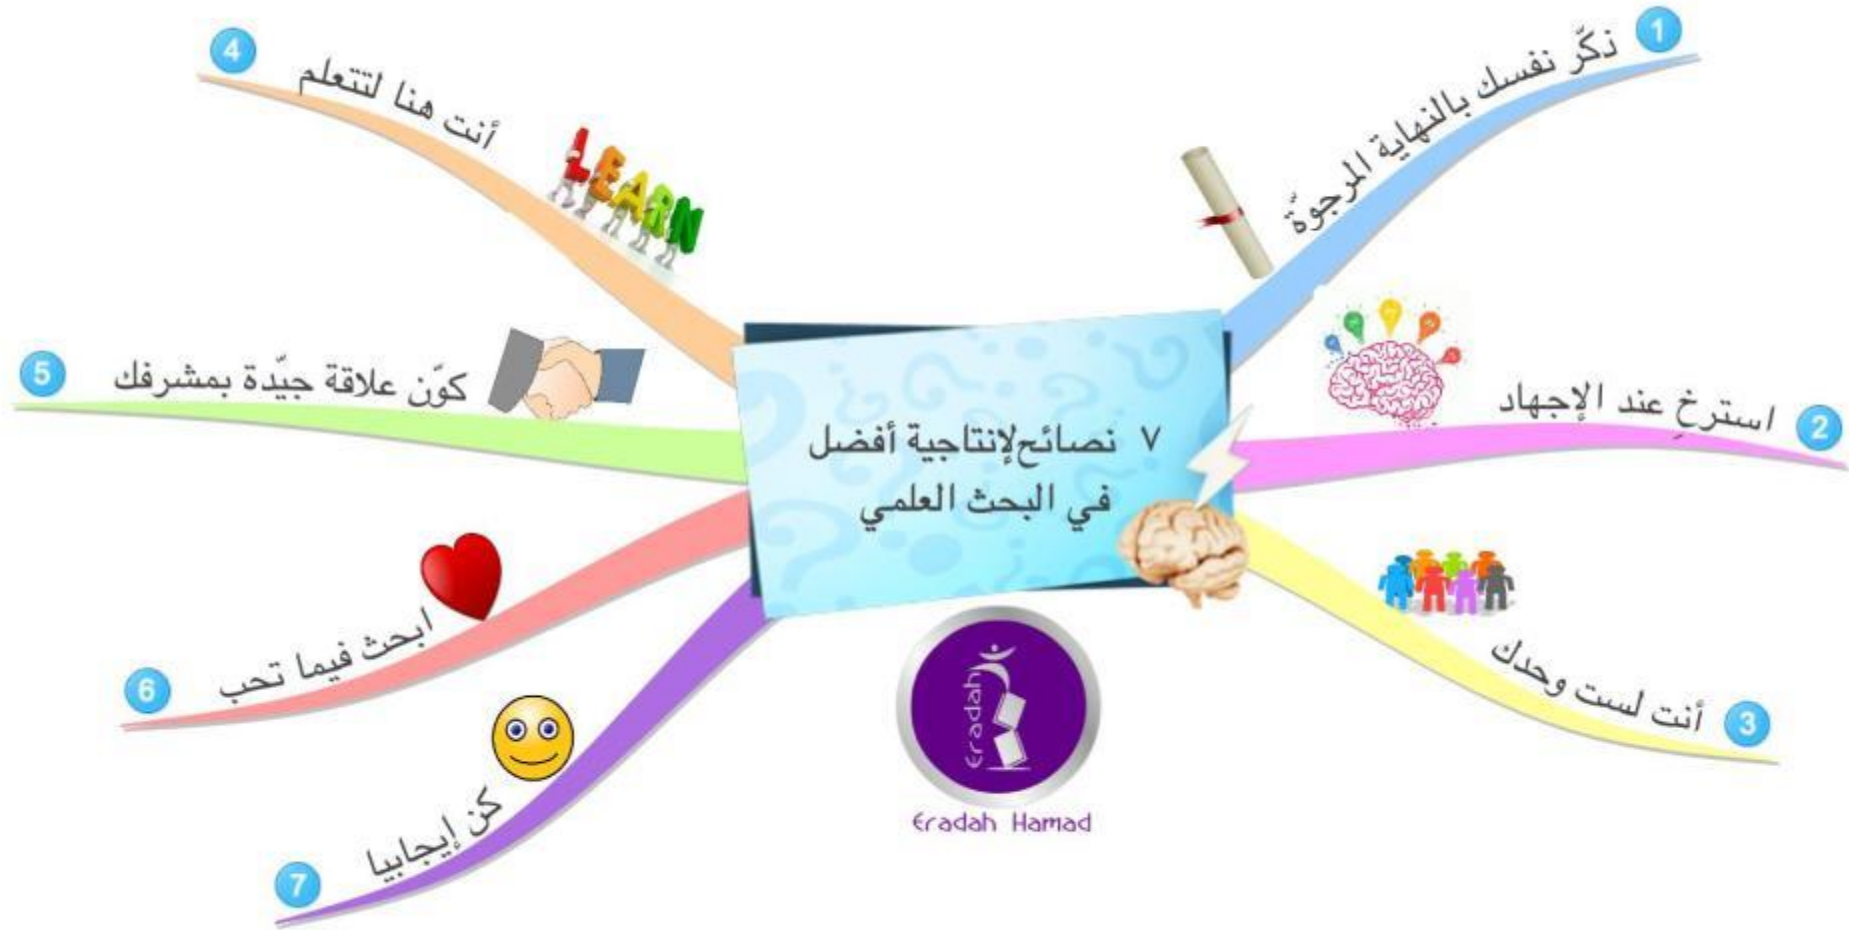 ٧ نصائح لإنتاجية أفضل
في البحث العلمي
1
ذكّر نفسك بالنهاية المرجوّة
2
استرخِ عند الإجهاد
3
أنت لست وحدك
4
أنت هنا لتتعلم
LEARN
5
كوّن علاقة جيّدة بمشرفك
6
ابحث فيما تحب
7
كن إيجابيا
Eradah
Eradah Hamad